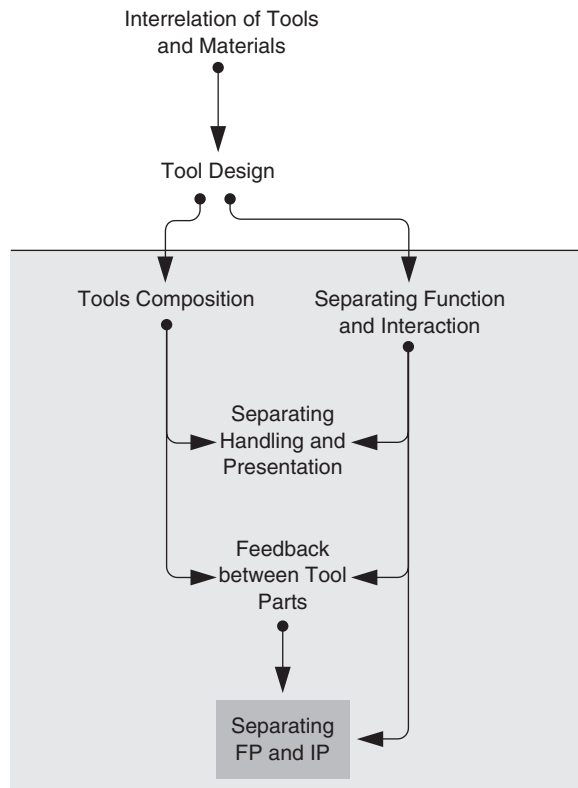 Interrelation of Tools
and Materials
Tool Design
Tools Composition
Separating Function
and Interaction
Separating
Handling and
Presentation
Feedback
between Tool
Parts
Separating
FP and IP